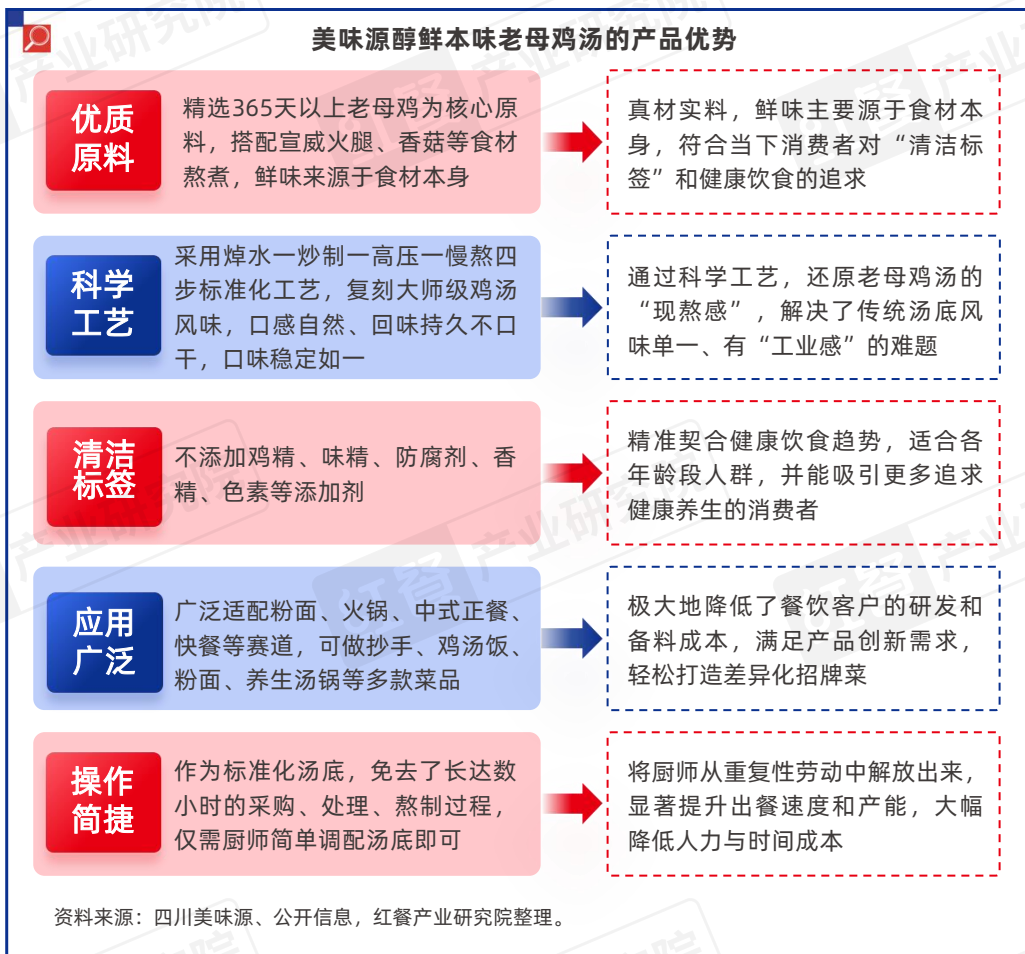 美味源醇鲜本味老母鸡汤的产品优势
优质
原料
精选365天以上老母鸡为核心原
料，搭配宣威火腿、香菇等食材
熬煮，鲜味来源于食材本身
真材实料，鲜味主要源于食材本
身，符合当下消费者对“清洁标
签”和健康饮食的追求
科学
工艺
采用焯水一炒制一高压一慢熬四
步标准化工艺，复刻大师级鸡汤
风味，口感自然、回味持久不口
干，口味稳定如一
通过科学工艺，还原老母鸡汤的
“现熬感”，解决了传统汤底风
味单一、有“工业感”的难题
清洁
标签
不添加鸡精、味精、防腐剂、香
精、色素等添加剂
精准契合健康饮食趋势，适合各
年龄段人群，并能吸引更多追求
健康养生的消费者
应用
广泛
广泛适配粉面、火锅、中式正餐、
快餐等赛道，可做抄手、鸡汤饭、
粉面、养生汤锅等多款菜品
极大地降低了餐饮客户的研发和
备料成本，满足产品创新需求，
轻松打造差异化招牌菜
操作
简捷
作为标准化汤底，免去了长达数
小时的采购、处理、熬制过程，
仅需厨师简单调配汤底即可
将厨师从重复性劳动中解放出来，
显著提升出餐速度和产能，大幅
降低人力与时间成本
资料来源：四川美味源、公开信息，红餐产业研究院整理。
红餐产业研究院